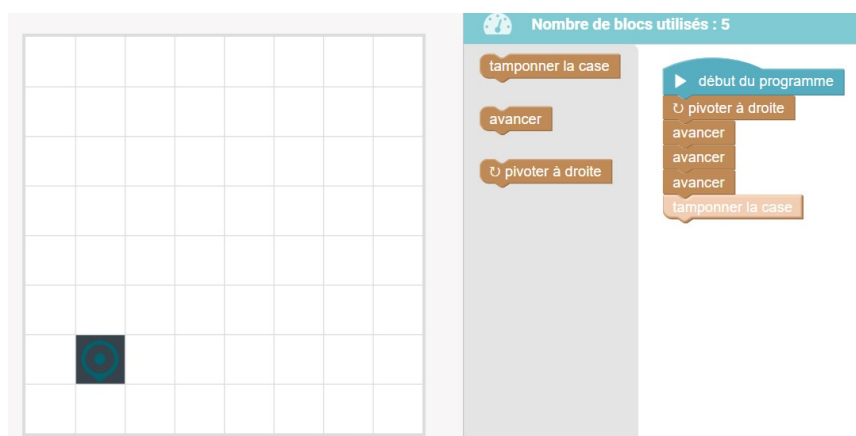 Nombre de blocs utilisés : 5
tamponner la case
avancer
↻ pivoter à droite
début du programme
↻ pivoter à droite
avancer
avancer
avancer
tamponner la case